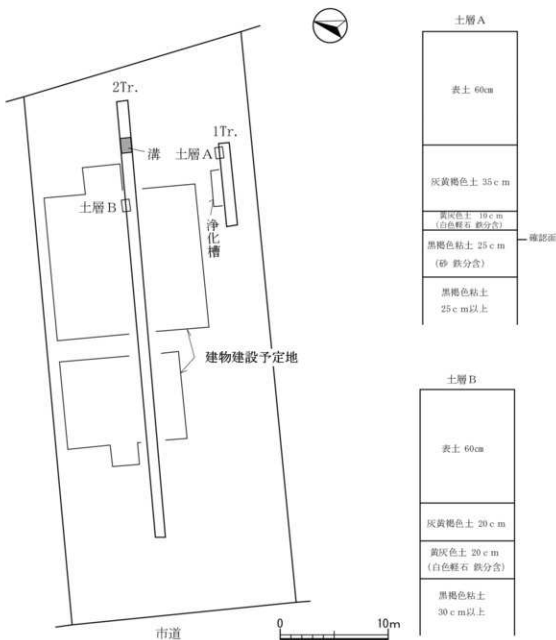 2Tr.
溝
土層A
1Tr.
土層B
浄化槽
建物建設予定地
市道
0
10m
土層A
表土 60㎝
灰黄褐色土 35cm
黄灰色土 10cm
(白色軽石 鉄分含)
黒褐色粘土 25cm
(砂 鉄分含)
確認面
黒褐色粘土
25cm以上
土層B
表土 60㎝
灰黄褐色土 20cm
黄灰色土 20cm
(白色軽石 鉄分含)
黒褐色粘土
30cm以上